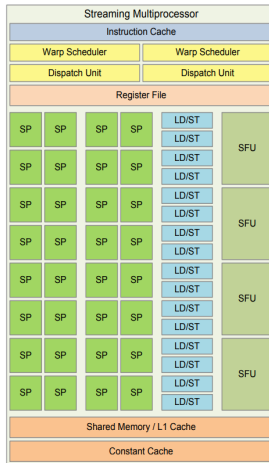 Streaming Multiprocessor
Instruction Cache
Warp Scheduler Warp Scheduler
Dispatch Unit Dispatch Unit
Register File
SP SP SP SP LD/ST
LD/ST
SFU
SP SP SP SP LD/ST
LD/ST
SP SP SP SP LD/ST
LD/ST
SFU
SP SP SP SP LD/ST
LD/ST
SP SP SP SP LD/ST
LD/ST
SFU
SP SP SP SP LD/ST
LD/ST
SP SP SP SP LD/ST
LD/ST
SFU
SP SP SP SP LD/ST
LD/ST
Shared Memory / L1 Cache
Constant Cache